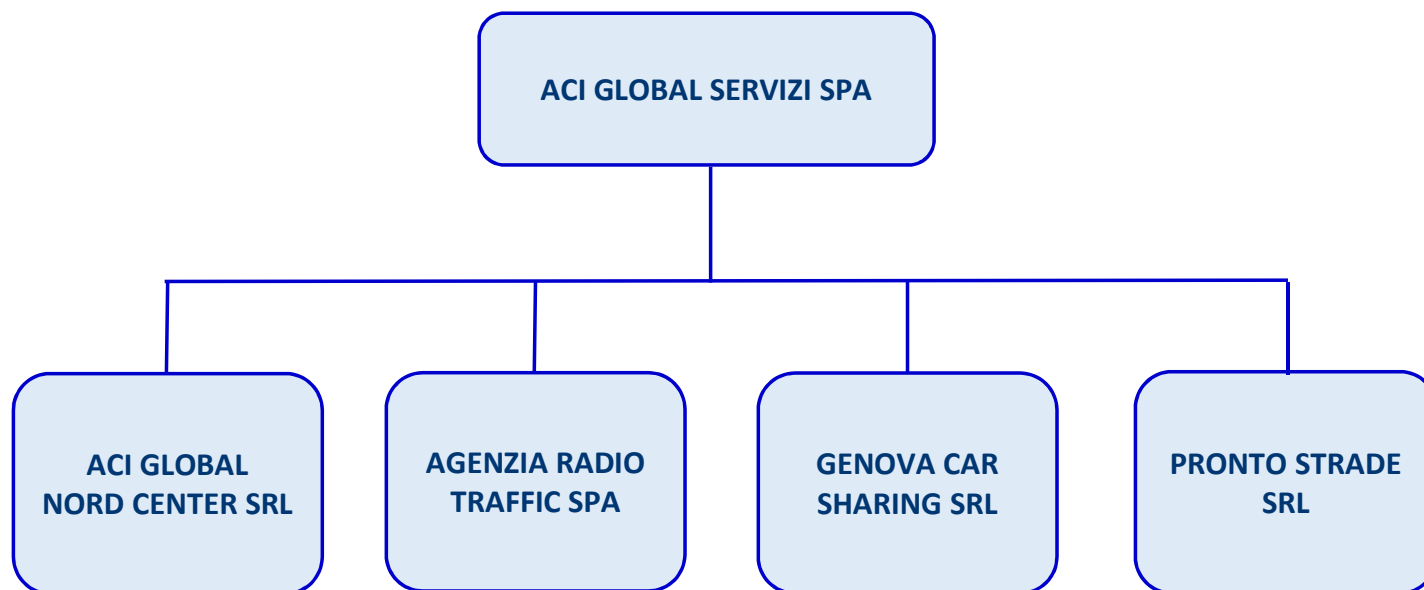 ACI GLOBAL SERVIZI SPA
ACI GLOBAL
NORD CENTER SRL
AGENZIA RADIO
TRAFFIC SPA
GENOVA CAR
SHARING SRL
PRONTO STRADE
SRL